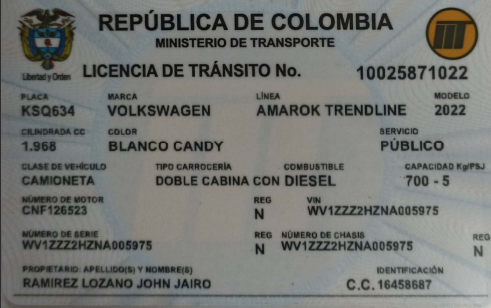 REPÚBLICA DE COLOMBIA
MINISTERIO DE TRANSPORTE
Libertad y Orden
LICENCIA DE TRÁNSITO No. 10025871022
PLACA MARCA LÍNEA MODELO
KSQ634 VOLKSWAGEN AMAROK TRENDLINE 2022
CILINDRADA CC COLOR SERVICIO
1.968 BLANCO CANDY PÚBLICO
CLASE DE VEHÍCULO TIPO CARROCERÍA COMBUSTIBLE CAPACIDAD Kg/PSJ
CAMIONETA DOBLE CABINA CON DIESEL 700 - 5
NÚMERO DE MOTOR REG VIN
CNF126523 N WV1ZZZ2HZNA005975
NÚMERO DE SERIE REG NÚMERO DE CHASIS REG
WV1ZZZ2HZNA005975 N WV1ZZZ2HZNA005975 N
PROPIETARIO: APELLIDO(S) Y NOMBRE(S) IDENTIFICACIÓN
RAMIREZ LOZANO JOHN JAIRO C.C. 16458687